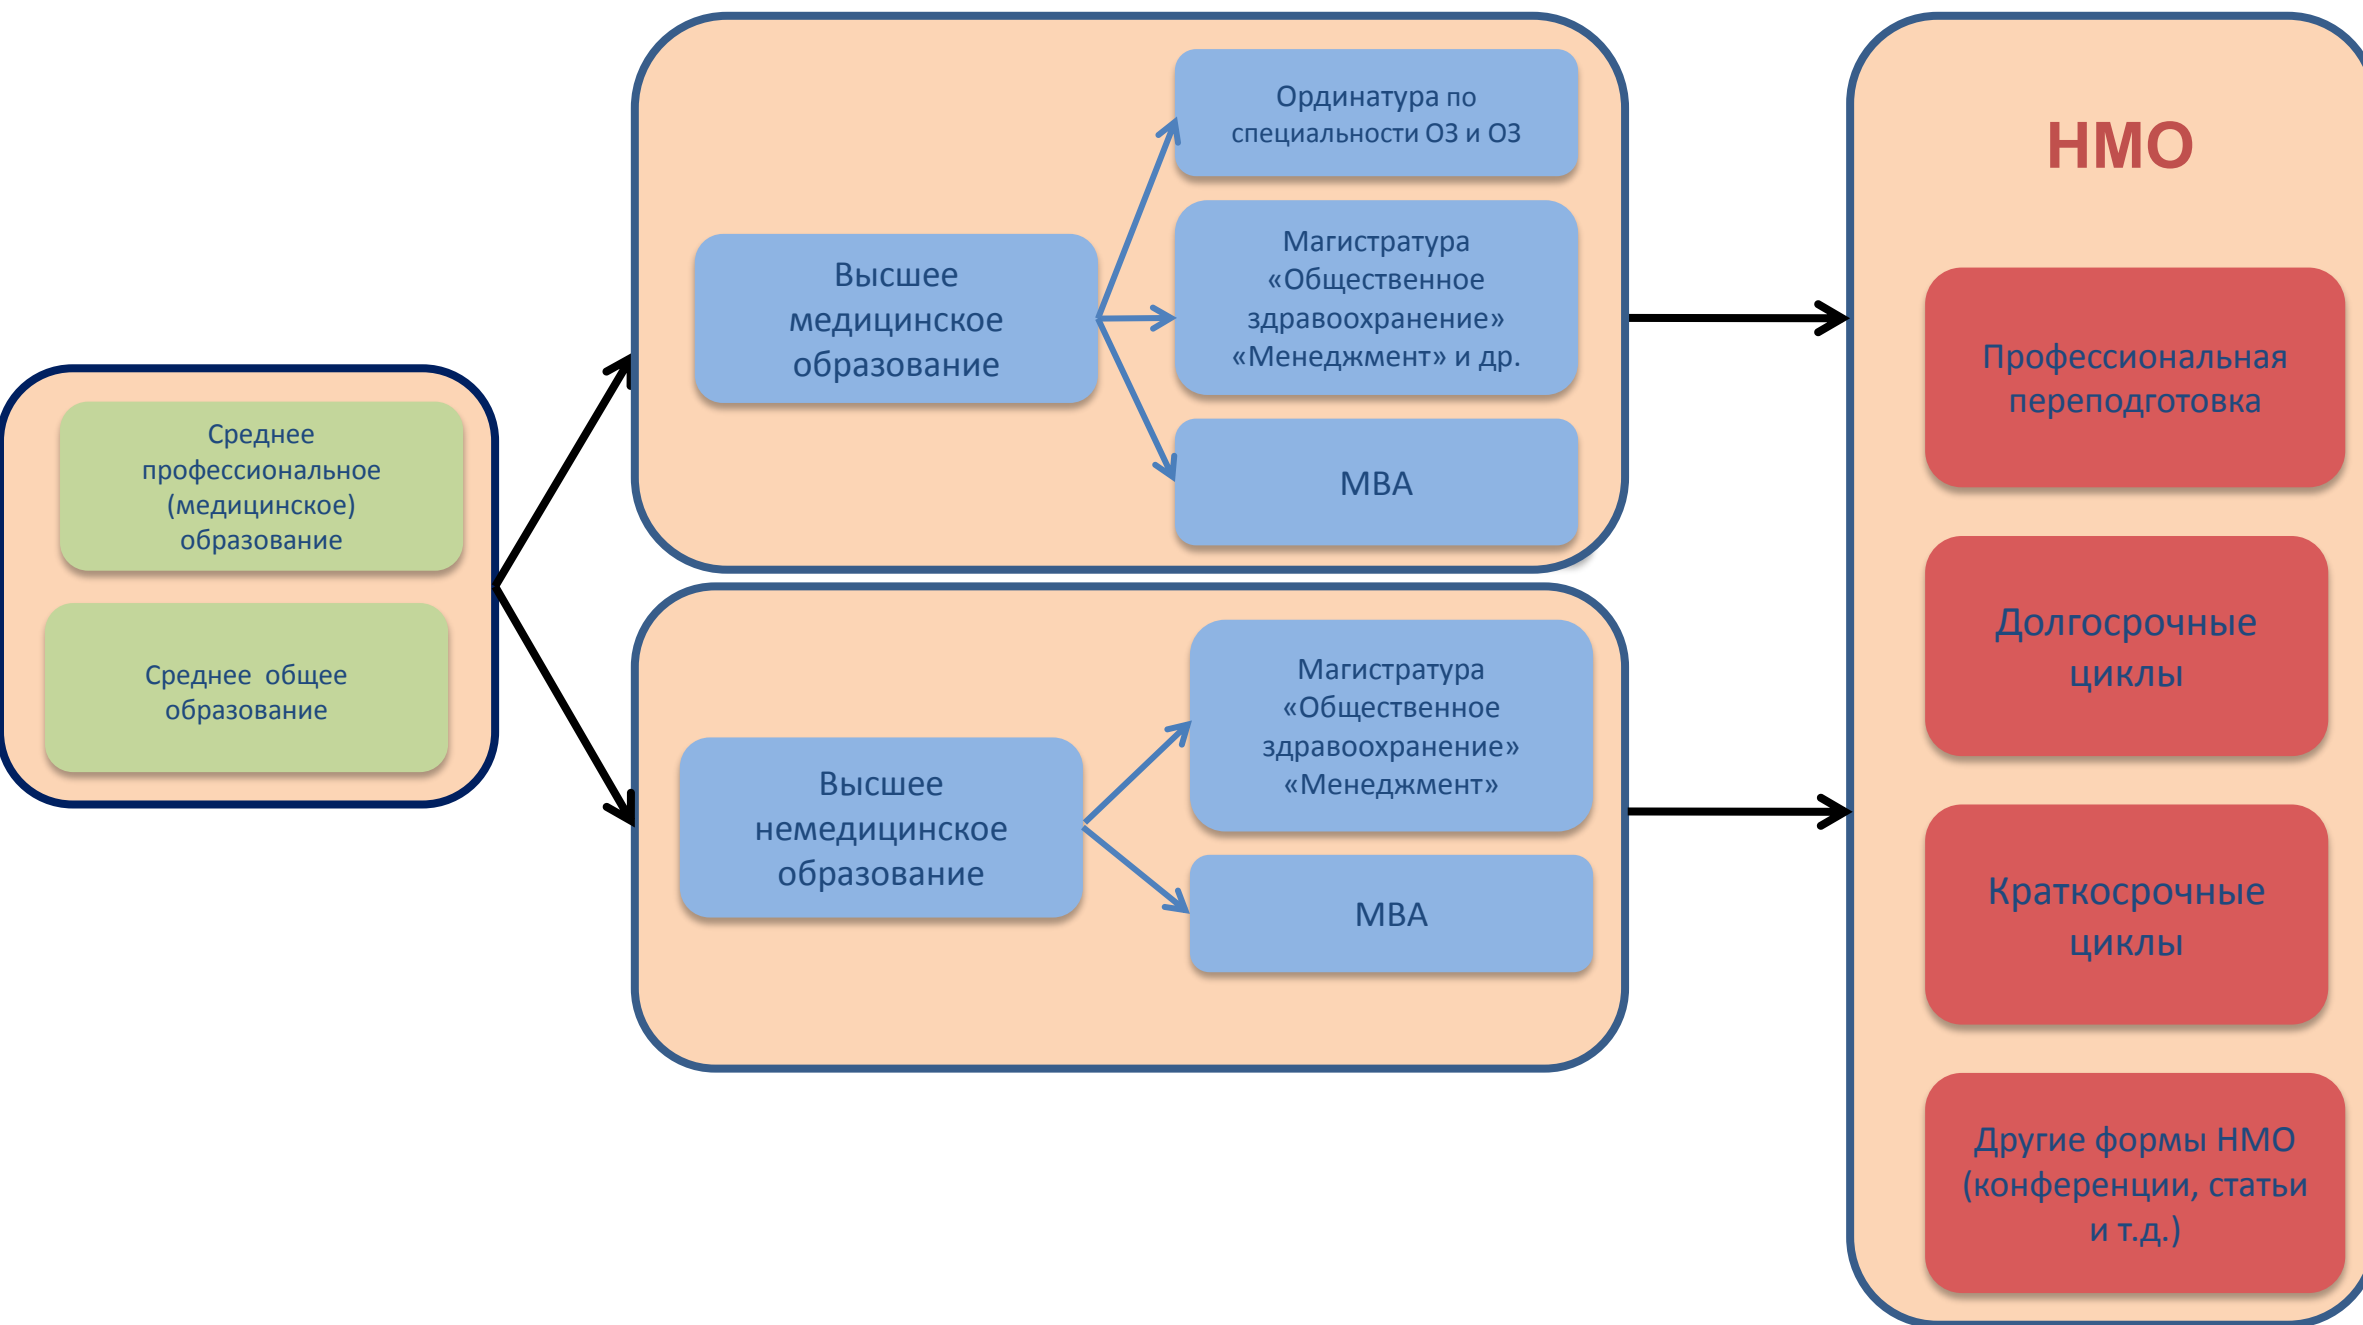 Среднее
профессиональное
(медицинское)
образование
Среднее общее
образование
Высшее
медицинское
образование
Ординатура по
специальности ОЗ и ОЗ
Магистратура
«Общественное
здравоохранение»
«Менеджмент» и др.
МВА
Высшее
немедицинское
образование
Магистратура
«Общественное
здравоохранение»
«Менеджмент»
МВА
НМО
Профессиональная
переподготовка
Долгосрочные
циклы
Краткосрочные
циклы
Другие формы НМО
(конференции, статьи
и т.д.)